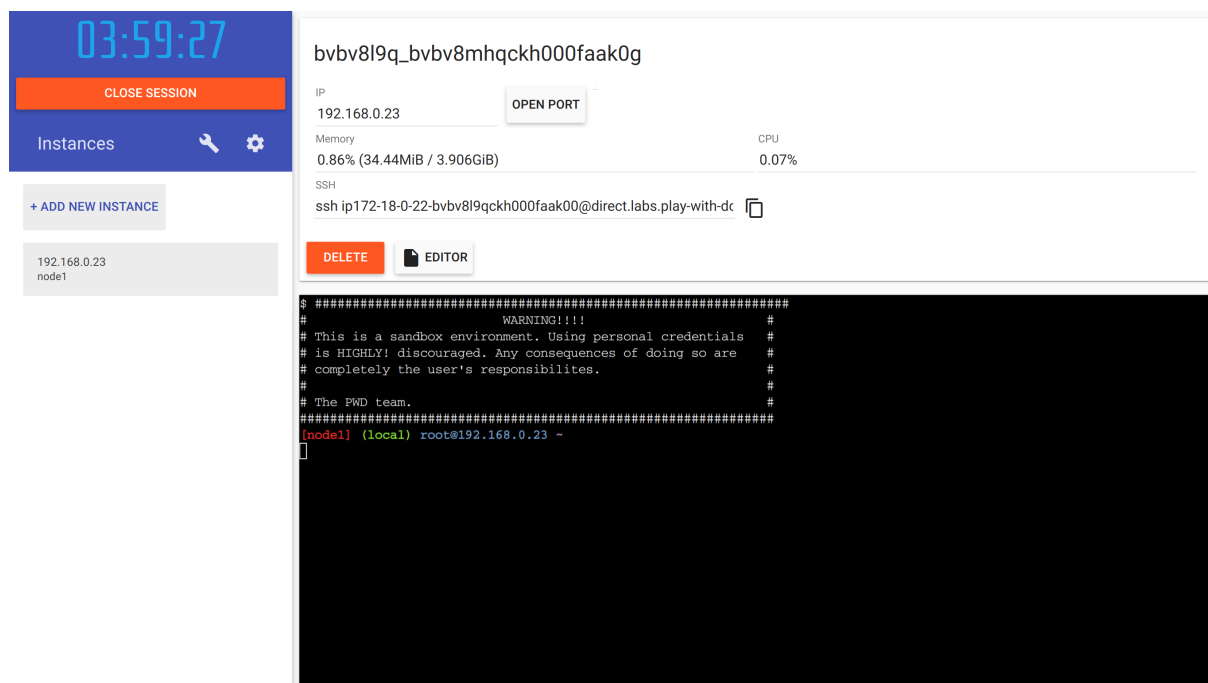 03:59:27
CLOSE SESSION
Instances
+ ADD NEW INSTANCE
192.168.0.23
node1
bvbv8l9q_bvbv8mhqckh000faak0g
IP
192.168.0.23
OPEN PORT
Memory
0.86% (34.44MiB / 3.906GiB)
CPU
0.07%
SSH
ssh ip172-18-0-22-bvbv8l9qckh000faak00@direct.labs.play-with-dc
DELETE
EDITOR
$ ###############################################################
#                          WARNING!!!!                        #
# This is a sandbox environment. Using personal credentials   #
# is HIGHLY! discouraged. Any consequences of doing so are    #
# completely the user's responsibilites.                      #
#                                                             #
# The PWD team.                                               #
###############################################################
[node1] (local) root@192.168.0.23 ~